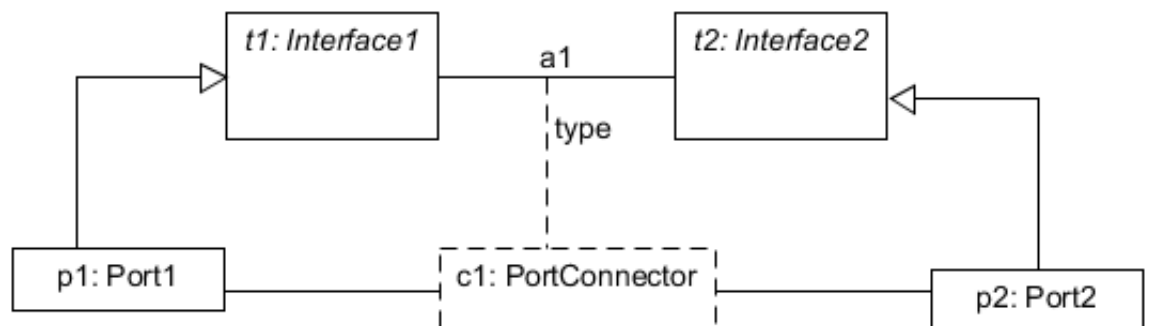 t1: Interface1
a1
t2: Interface2
type
p1: Port1
c1: PortConnector
p2: Port2